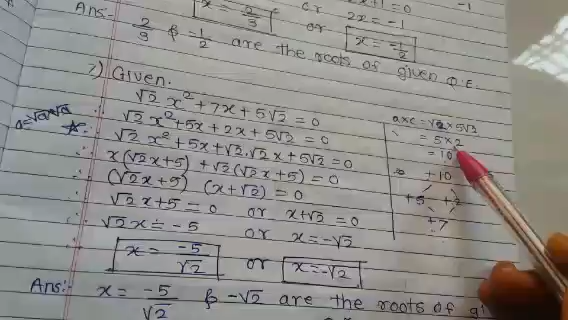 x = 2/3 or 2x = -1 -1
Ans:- or x = -1/2
2/3 & -1/2 are the roots of given Q.E.
7) Given.
√2 x² + 7x + 5√2 = 0
∴ √2 x² + 5x + 2x + 5√2 = 0
∴ √2 x² + 5x + √2.√2 x + 5√2 = 0
∴ x(√2x+5) + √2(√2x+5) = 0
∴ (√2x+5) (x+√2) = 0
∴ √2x+5 = 0 or x+√2 = 0
∴ √2x = -5 or x = -√2
∴ x = -5/√2 or x = -√2
Ans:- x = -5/√2 & -√2 are the roots of
a×c = √2 × 5√2
= 5×2
= 10
+10
+5 +2
+7